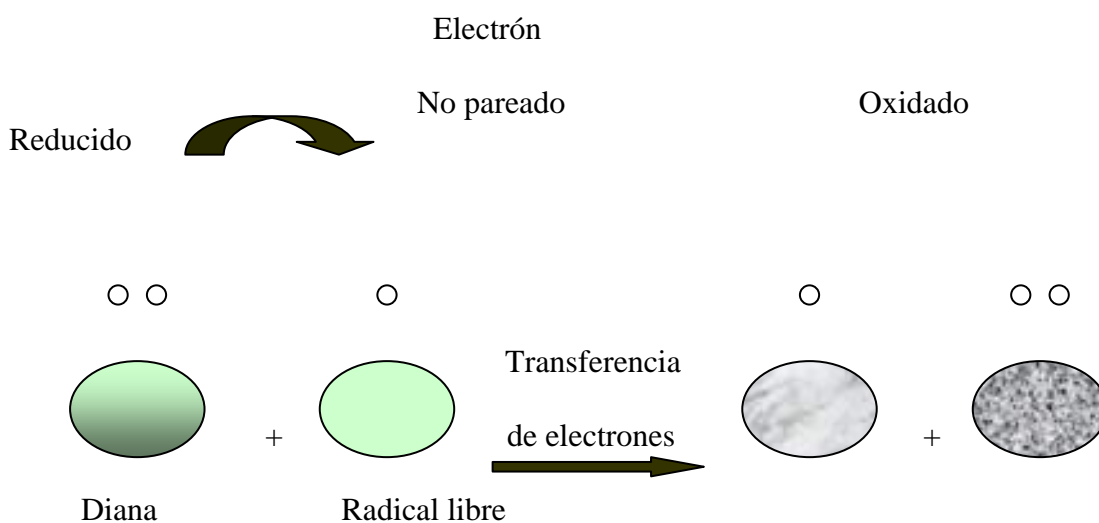 Electrón
No pareado
Oxidado
Reducido
Transferencia
de electrones
+
+
Diana
Radical libre